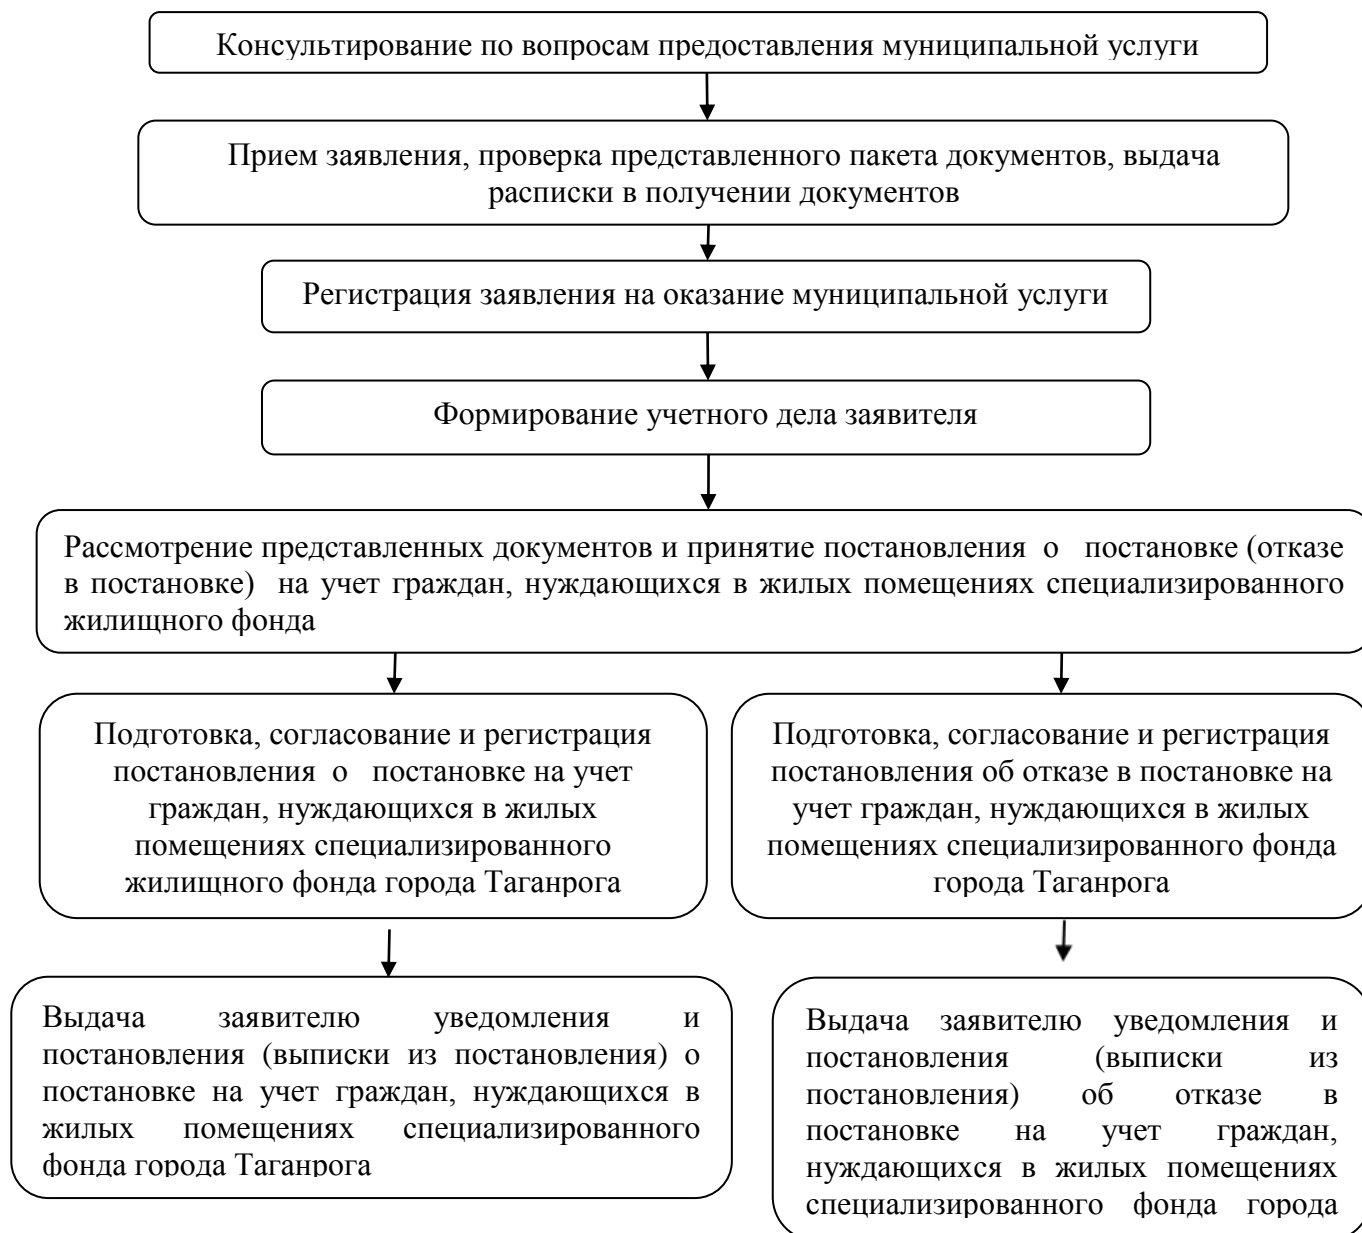 Консультирование по вопросам предоставления муниципальной услуги
Прием заявления, проверка представленного пакета документов, выдача
расписки в получении документов
Регистрация заявления на оказание муниципальной услуги
Формирование учетного дела заявителя
Рассмотрение представленных документов и принятие постановления о постановке (отказе
в постановке) на учет граждан, нуждающихся в жилых помещениях специализированного
жилищного фонда
Подготовка, согласование и регистрация
постановления о постановке на учет
граждан, нуждающихся в жилых
помещениях специализированного
жилищного фонда города Таганрога
Подготовка, согласование и регистрация
постановления об отказе в постановке на
учет граждан, нуждающихся в жилых
помещениях специализированного фонда
города Таганрога
Выдача заявителю уведомления и
постановления (выписки из постановления) о
постановке на учет граждан, нуждающихся в
жилых помещениях специализированного
фонда города Таганрога
Выдача заявителю уведомления и
постановления (выписки из
постановления) об отказе в
постановке на учет граждан,
нуждающихся в жилых помещениях
специализированного фонда города